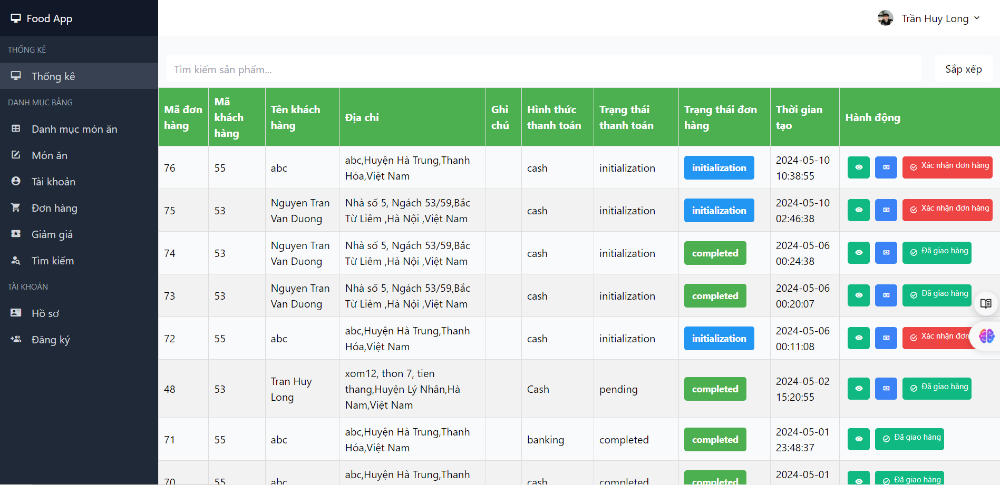 Food App
Trần Huy Long
THỐNG KÊ
Thống kê
DANH MỤC BẢNG
Danh mục món ăn
Món ăn
Tài khoản
Đơn hàng
Giảm giá
Tìm kiếm
TÀI KHOẢN
Hồ sơ
Đăng ký
Tìm kiếm sản phẩm...
Sắp xếp
Mã đơn
hàng
Mã
khách
hàng
Tên khách
hàng
Địa chỉ
Ghi
chú
Hình thức
thanh toán
Trạng thái
thanh toán
Trạng thái đơn
hàng
Thời gian
tạo
Hành động
76
55
abc
abc,Huyện Hà Trung,Thanh
Hóa,Việt Nam
cash
initialization
initialization
2024-05-10
10:38:55
Xác nhận đơn hàng
75
53
Nguyen Tran
Van Duong
Nhà số 5, Ngách 53/59,Bắc
Từ Liêm ,Hà Nội ,Việt Nam
cash
initialization
initialization
2024-05-10
02:46:38
Xác nhận đơn hàng
74
53
Nguyen Tran
Van Duong
Nhà số 5, Ngách 53/59,Bắc
Từ Liêm ,Hà Nội ,Việt Nam
cash
initialization
completed
2024-05-06
00:24:38
Đã giao hàng
73
53
Nguyen Tran
Van Duong
Nhà số 5, Ngách 53/59,Bắc
Từ Liêm ,Hà Nội ,Việt Nam
cash
initialization
completed
2024-05-06
00:20:07
Đã giao hàng
72
55
abc
abc,Huyện Hà Trung,Thanh
Hóa,Việt Nam
cash
initialization
initialization
2024-05-06
00:11:08
Xác nhận đơn
48
53
Tran Huy
Long
xom12, thon 7, tien
thang,Huyện Lý Nhân,Hà
Nam,Việt Nam
Cash
pending
completed
2024-05-02
15:20:55
Đã giao hàng
71
55
abc
abc,Huyện Hà Trung,Thanh
Hóa,Việt Nam
banking
completed
completed
2024-05-01
23:48:37
Đã giao hàng
70
55
abc
abc,Huyện Hà Trung,Thanh
cash
completed
completed
2024-05-01
Đã giao hàng